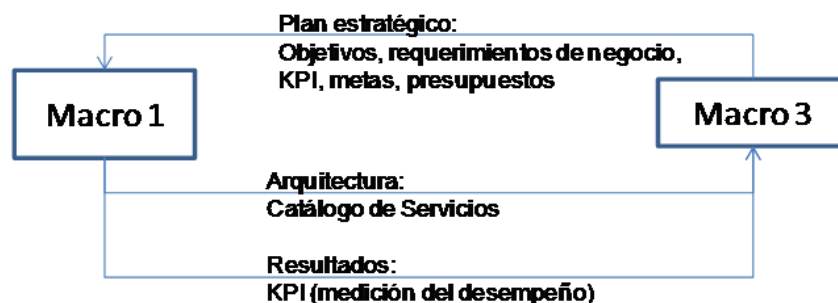 Plan estratégico:
Objetivos, requerimientos de negocio,
KPI, metas, presupuestos
Macro 1
Macro 3
Arquitectura:
Catálogo de Servicios
Resultados:
KPI (medición del desempeño)